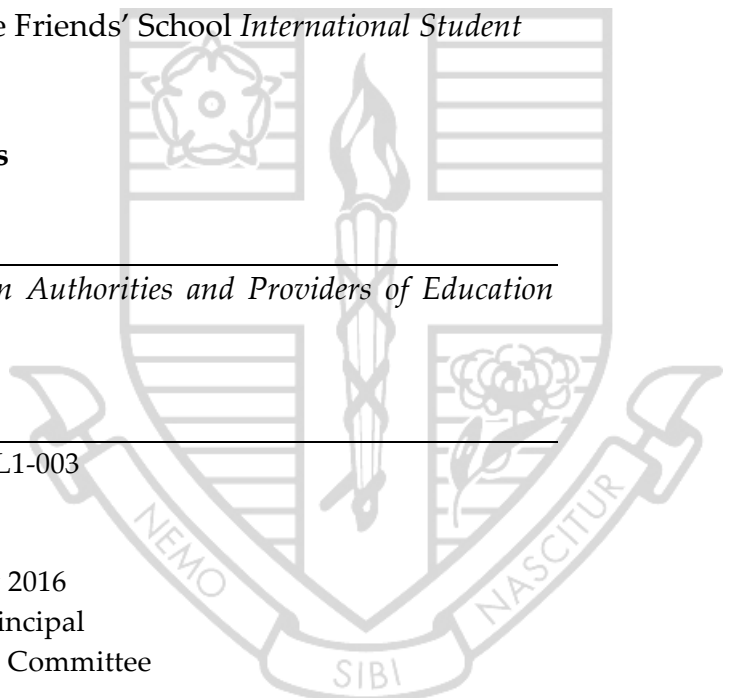 e Friends' School International Student
s
n Authorities and Providers of Education
L1-003
2016
incipal
Committee
NEMO
SIBI
NASCITUR